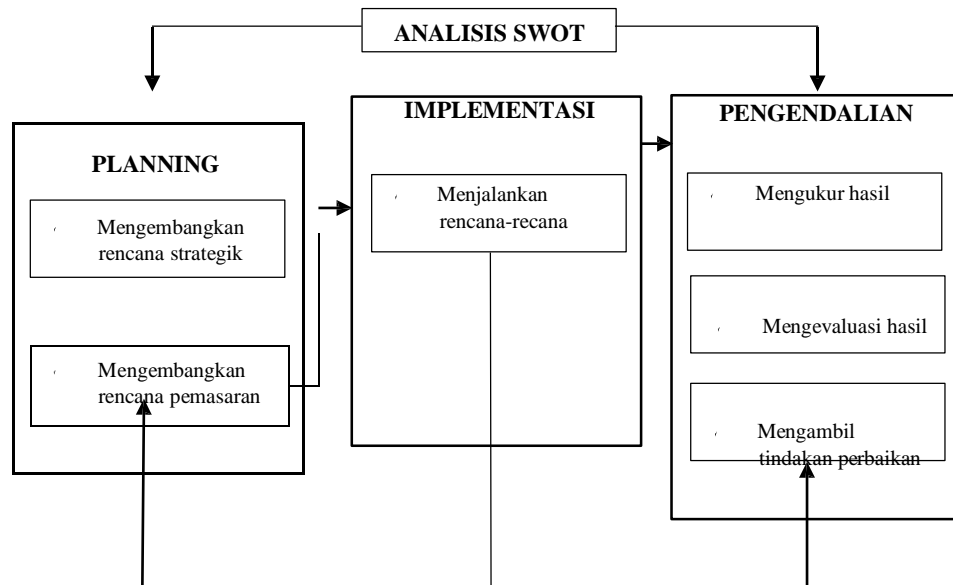 ANALISIS SWOT
PLANNING
Mengembangkan
rencana strategik
Mengembangkan
rencana pemasaran
IMPLEMENTASI
Menjalankan
rencana-recana
PENGENDALIAN
Mengukur hasil
Mengevaluasi hasil
Mengambil
tindakan perbaikan